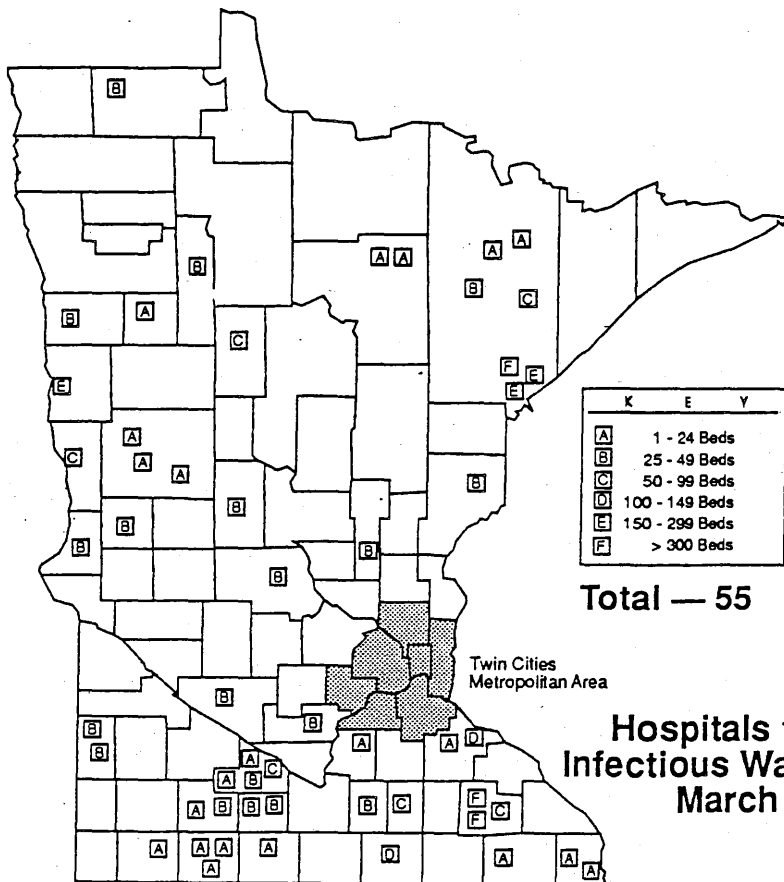 B
A A
A A
B
B
C
A
B
C
F
E
E
E
K E Y
A 1 - 24 Beds
B 25 - 49 Beds
C 50 - 99 Beds
D 100 - 149 Beds
E 150 - 299 Beds
F > 300 Beds
A
C A
A
B
B
B
B
B
B
Total — 55
Twin Cities
Metropolitan Area
B
B B
B
A A D
A C
A B
A B B B B C F C
F
Hospitals
Infectious
March
A A A A D A A
A A